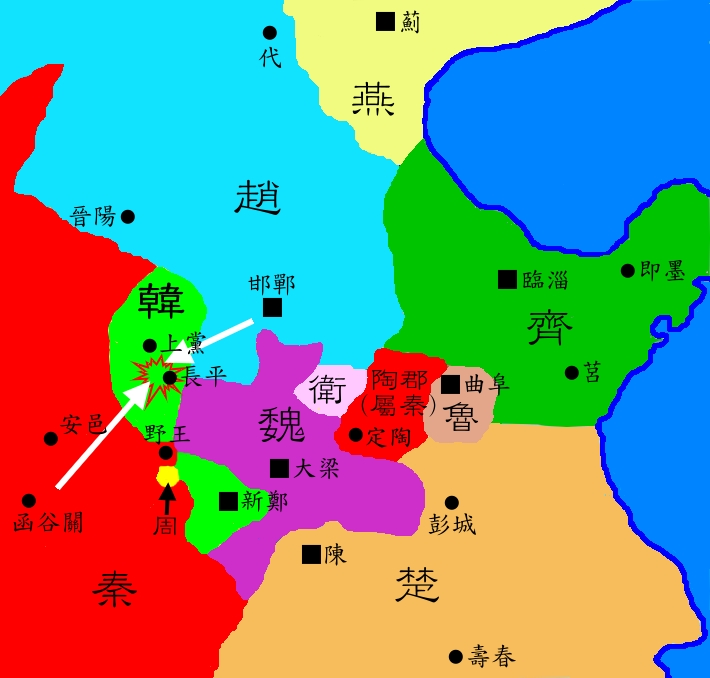 薊
代
燕
趙
晉陽
即墨
臨淄
邯鄲
韓
齊
上黨
莒
長平
衛
陶郡
(屬秦)
曲阜
魯
安邑
魏
野王
定陶
大梁
新鄭
彭城
函谷關
周
陳
秦
楚
壽春